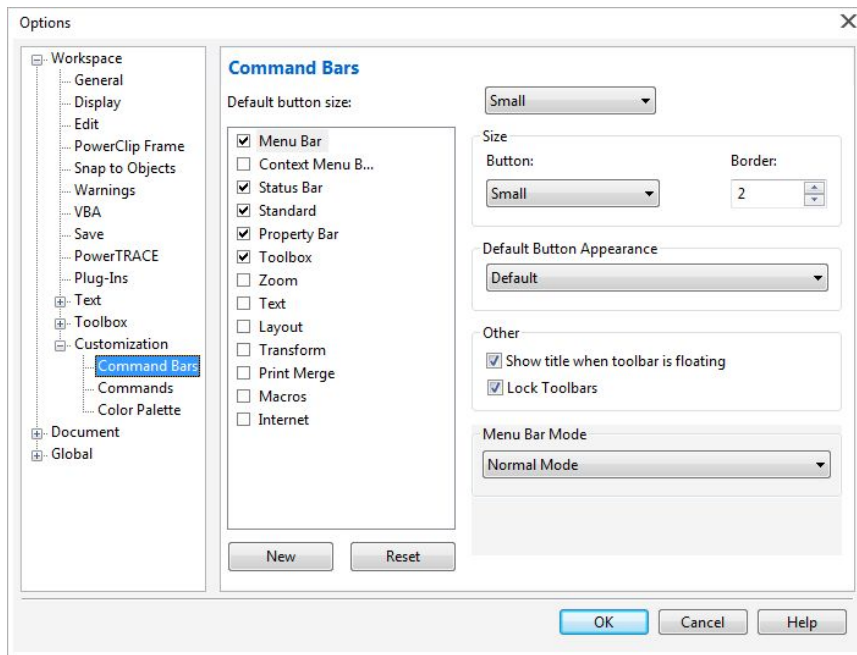 Options
Workspace
General
Display
Edit
PowerClip Frame
Snap to Objects
Warnings
VBA
Save
PowerTRACE
Plug-Ins
Text
Toolbox
Customization
Command Bars
Commands
Color Palette
Document
Global
Command Bars
Default button size:
Small
Menu Bar
Context Menu B...
Status Bar
Standard
Property Bar
Toolbox
Zoom
Text
Layout
Transform
Print Merge
Macros
Internet
New
Reset
Size
Button:
Border:
Small
2
Default Button Appearance
Default
Other
Show title when toolbar is floating
Lock Toolbars
Menu Bar Mode
Normal Mode
OK
Cancel
Help